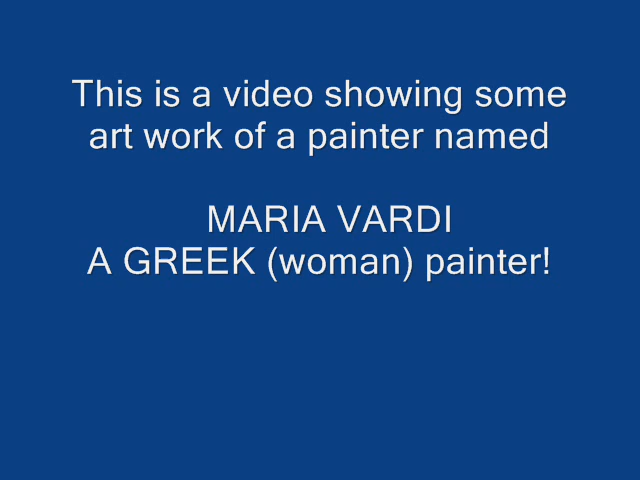 This is a video showing some
art work of a painter named
MARIA VARDI
A GREEK (woman) painter!